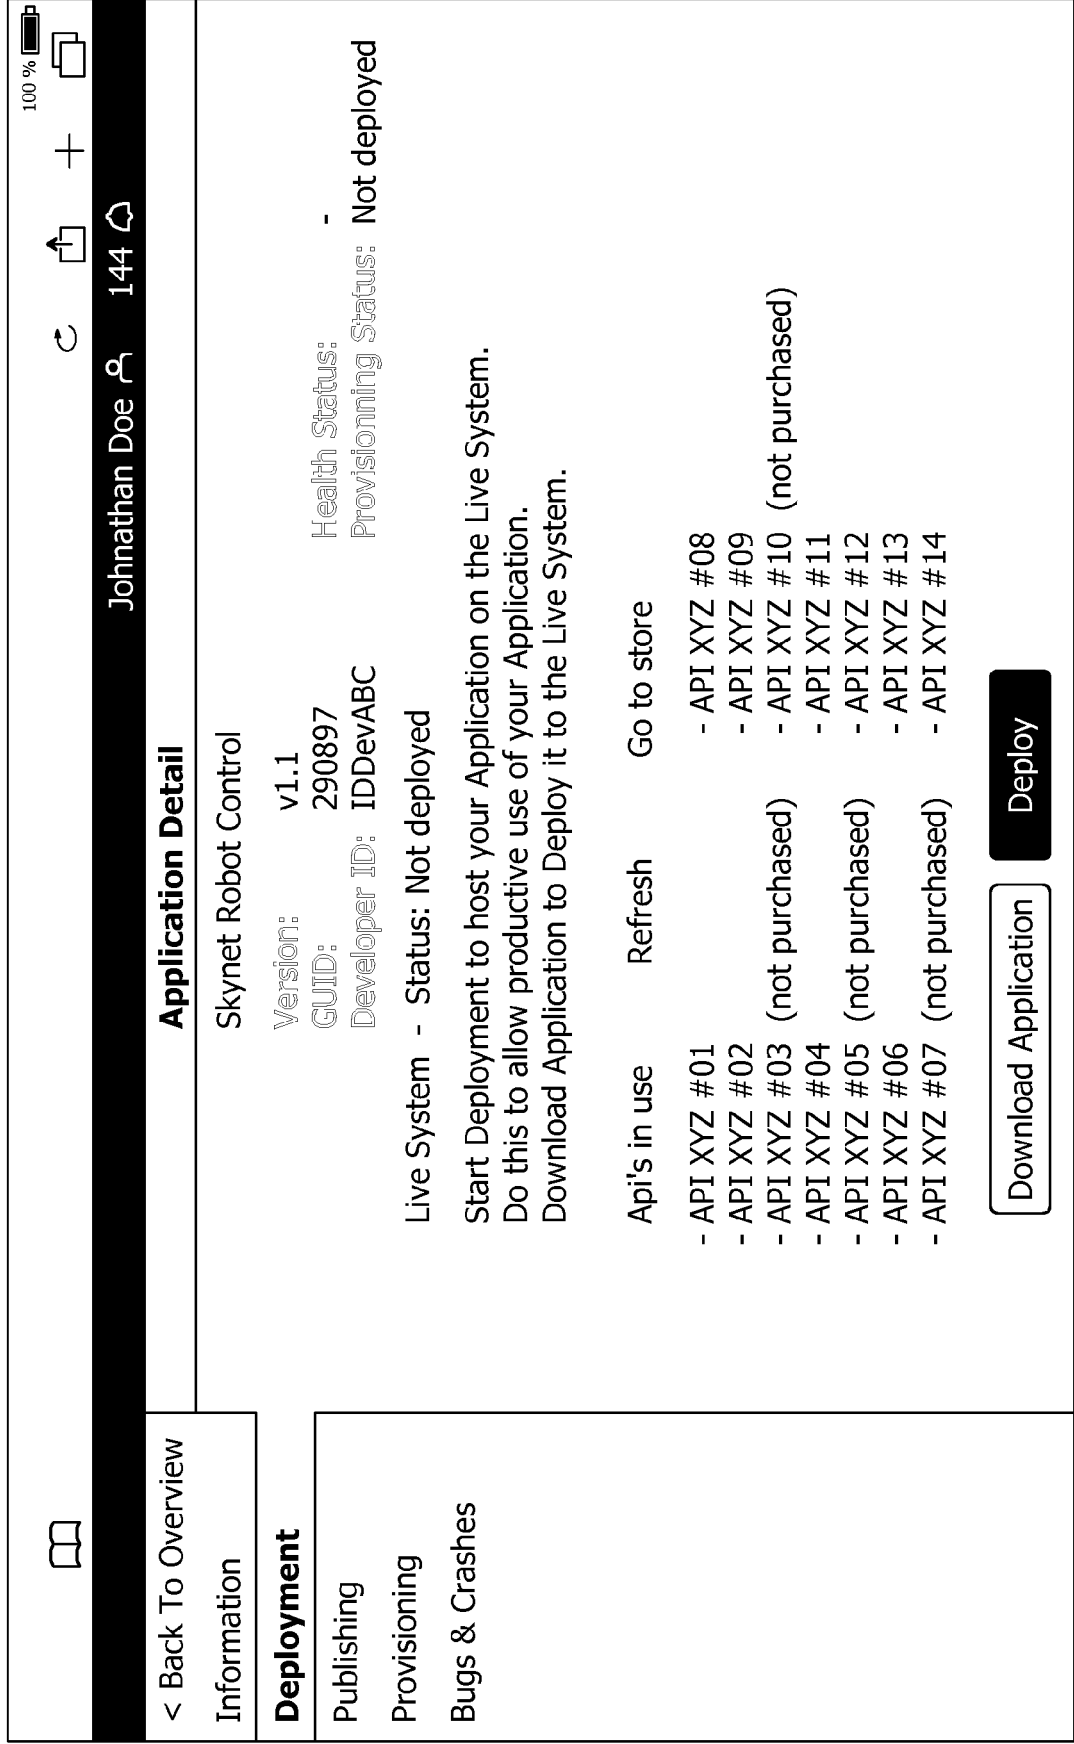 100 %
Johnathan Doe 144
< Back To Overview
Application Detail
Information
Deployment
Publishing
Provisioning
Bugs & Crashes
Skynet Robot Control
Version: v1.1
GUID: 290897 Health Status: -
Developer ID: IDDevABC Provisionning Status: Not deployed
Live System - Status: Not deployed
Start Deployment to host your Application on the Live System.
Do this to allow productive use of your Application.
Download Application to Deploy it to the Live System.
Api's in use Refresh Go to store
- API XYZ #01 - API XYZ #08
- API XYZ #02 - API XYZ #09
- API XYZ #03 (not purchased) - API XYZ #10 (not purchased)
- API XYZ #04 - API XYZ #11
- API XYZ #05 (not purchased) - API XYZ #12
- API XYZ #06 - API XYZ #13
- API XYZ #07 (not purchased) - API XYZ #14
Download Application Deploy